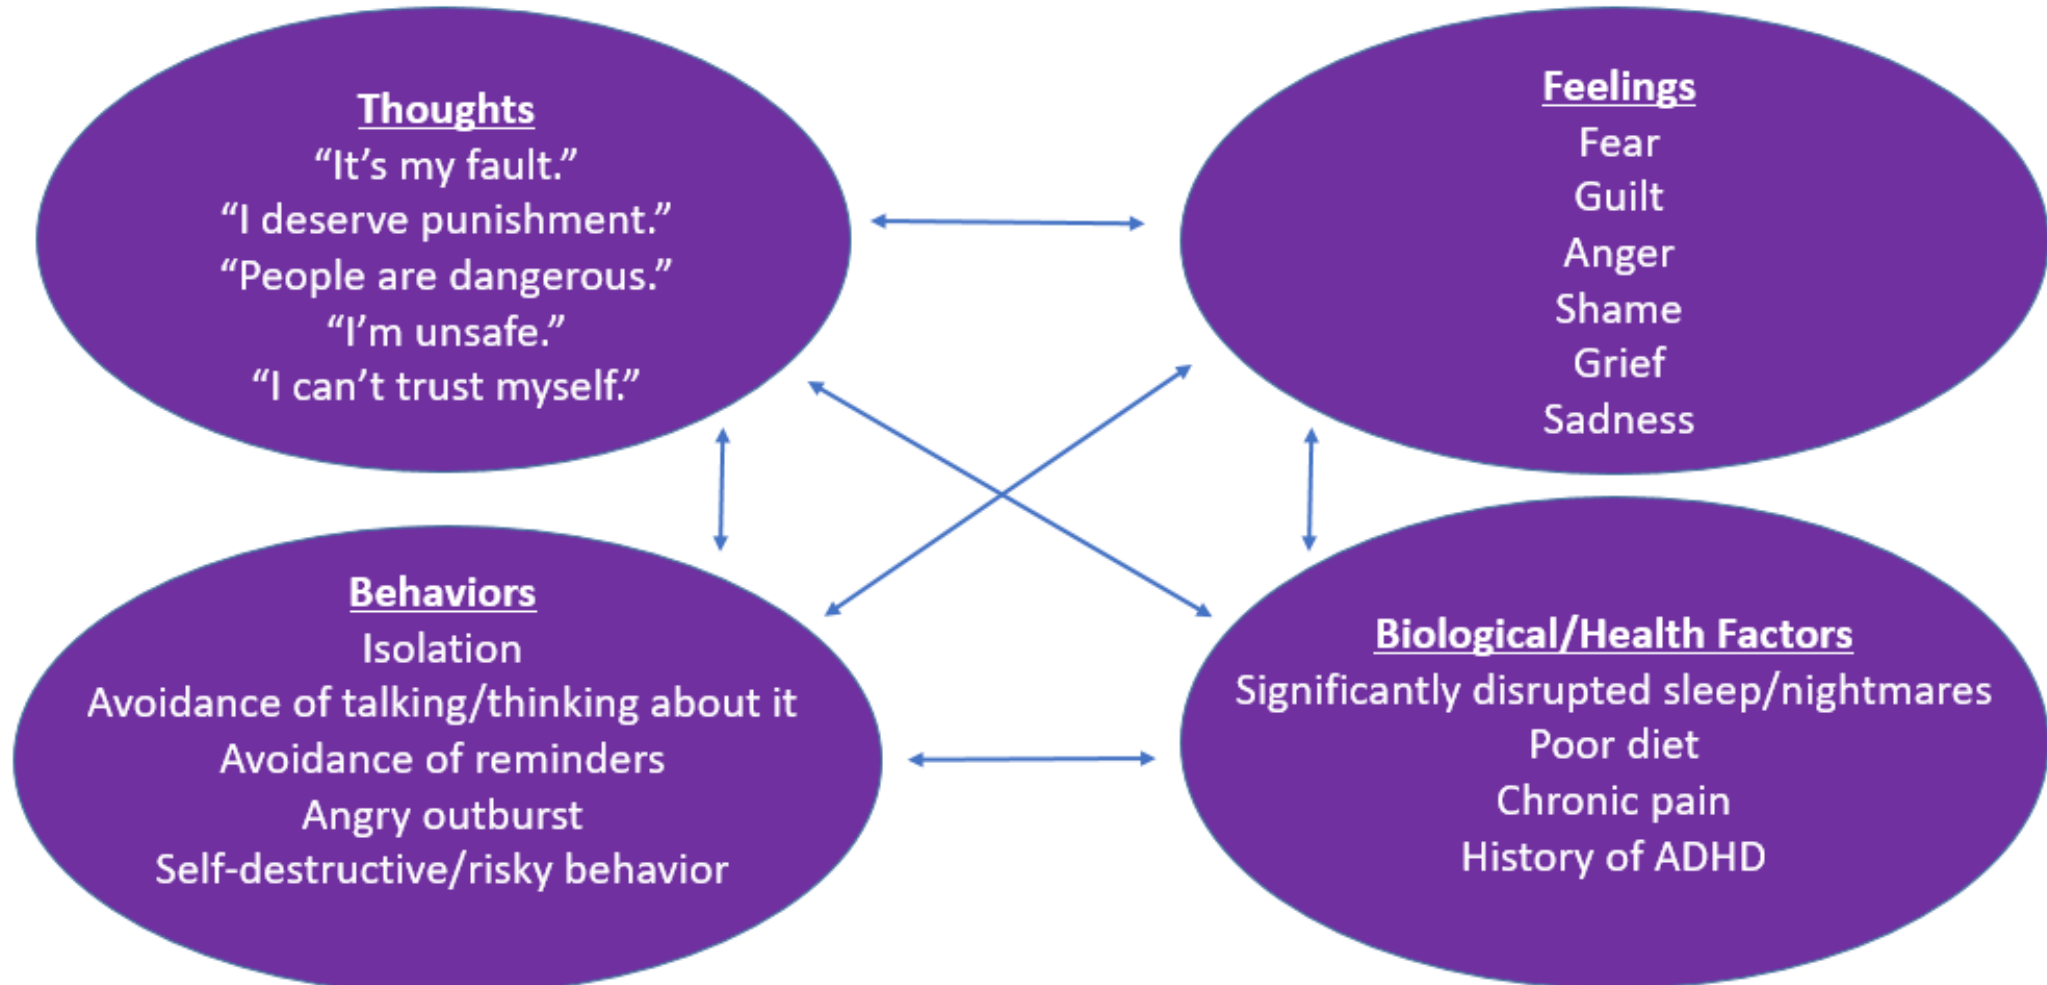 Thoughts
“It’s my fault.”
“I deserve punishment.”
“People are dangerous.”
“I’m unsafe.”
“I can’t trust myself.”
Feelings
Fear
Guilt
Anger
Shame
Grief
Sadness
Behaviors
Isolation
Avoidance of talking/thinking about it
Avoidance of reminders
Angry outburst
Self-destructive/risky behavior
Biological/Health Factors
Significantly disrupted sleep/nightmares
Poor diet
Chronic pain
History of ADHD